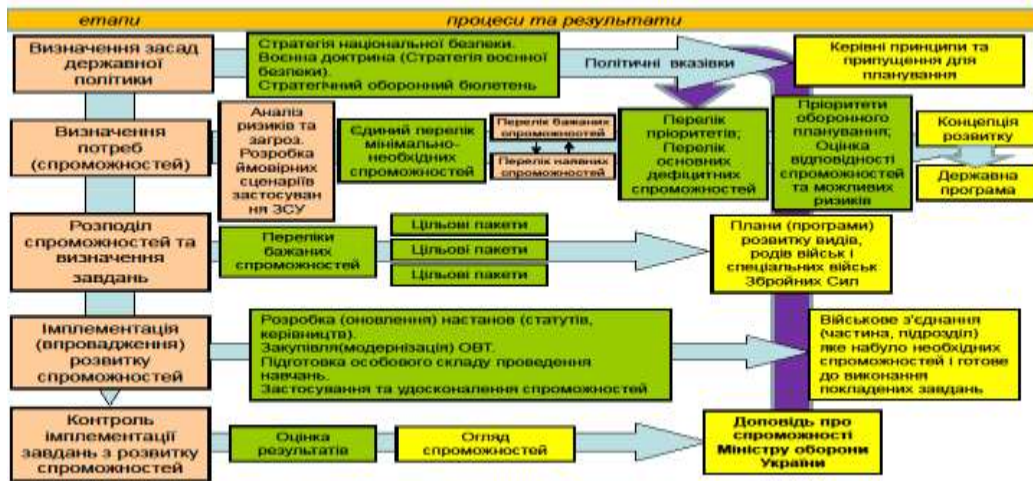 етапи
процеси та результати
Визначення засад
державної
політики
Стратегія національної безпеки.
Воєнна доктрина (Стратегія воєнної
безпеки).
Стратегічний оборонний бюлетень
Політичні вказівки
Керівні принципи та
припущення для
планування
Визначення
потреб
(спроможностей)
Аналіз
ризиків та
загроз.
Розробка
ймовірних
сценаріїв
застосуван
ня ЗСУ
Єдиний перелік
мінімально-
необхідних
спроможностей
Перелік бажаних
спроможностей
Перелік наявних
спроможностей
Перелік
пріоритетів;
Перелік
основних
дефіцитних
спроможностей
Пріоритети
оборонного
планування;
Оцінка
відповідності
спроможностей
та можливих
ризиків
Концепція
розвитку
Державна
програма
Розподіл
спроможностей та
визначення
завдань
Переліки
бажаних
спроможностей
Цільові пакети
Цільові пакети
Цільові пакети
Плани (програми)
розвитку видів,
родів військ і
спеціальних військ
Збройних Сил
Імплементація
(впровадження)
розвитку
спроможностей
Розробка (оновлення) настанов (статутів,
керівництв).
Закупівля(модернізація) ОВТ.
Підготовка особового складу проведення
навчань.
Застосування та удосконалення спроможностей
Військове з'єднання
(частина, підрозділ)
яке набуло необхідних
спроможностей і готове
до виконання
покладених завдань
Контроль
імплементації
завдань з розвитку
спроможностей
Оцінка
результатів
Огляд
спроможностей
Доповідь про
спроможності
Міністру оборони
України